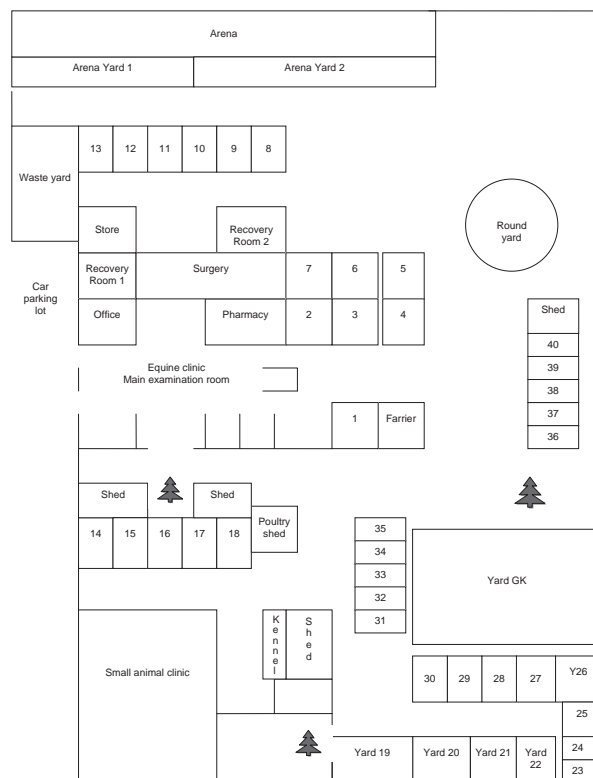 Arena
Arena Yard 1
Arena Yard 2
13
12
11
10
9
8
Waste yard
Round
yard
Store
Recovery
Room 2
Recovery
Room 1
Surgery
7
6
5
Car
parking
lot
Office
Pharmacy
2
3
4
Shed
40
39
38
37
36
Equine clinic
Main examination room
1
Farrier
Shed
Shed
14
15
16
17
18
Poultry
shed
35
34
33
32
31
Yard GK
Kennel
Shed
Small animal clinic
30
29
28
27
Y26
25
24
23
Yard 19
Yard 20
Yard 21
Yard
22